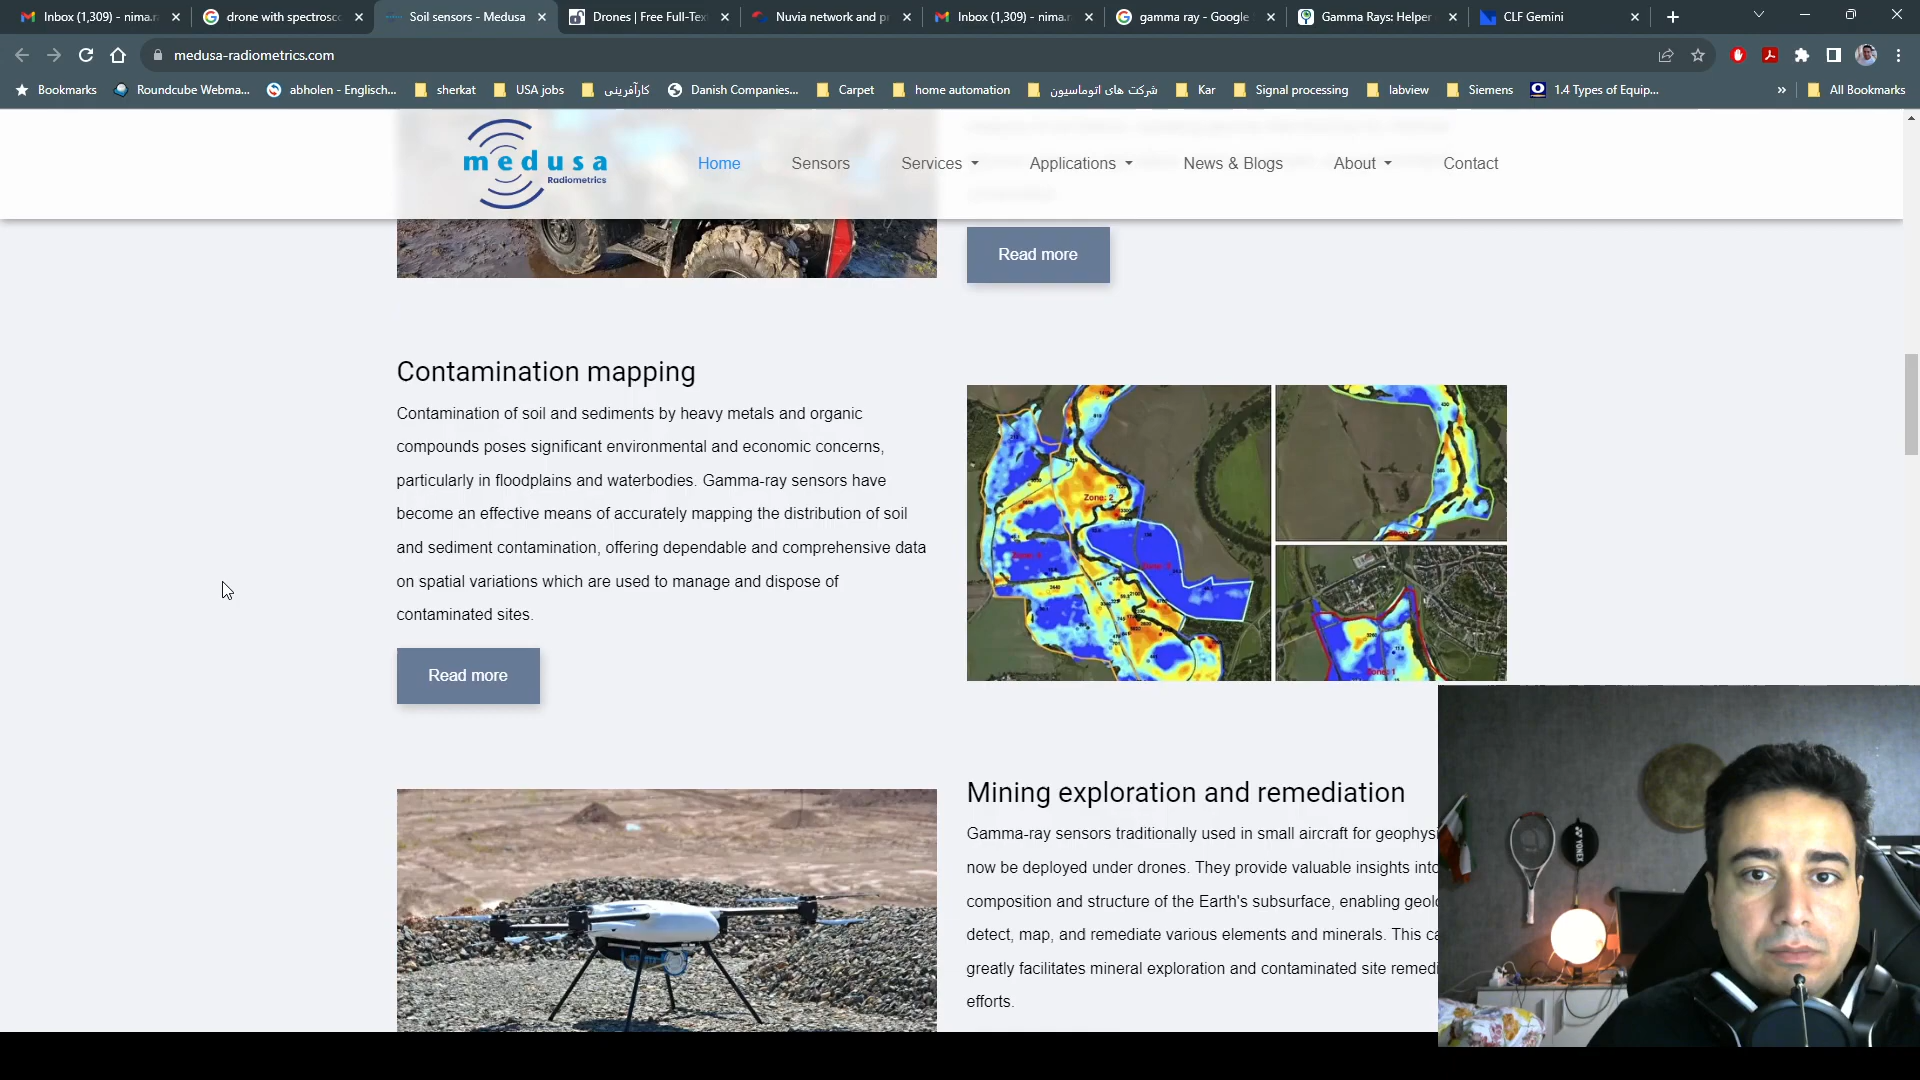 Inbox (1,309) - nima.r
drone with spectrosco
Soil sensors - Medusa
Drones | Free Full-Tex
Nuvia network and p
Inbox (1,309) - nima.r
gamma ray - Google
Gamma Rays: Helper
CLF Gemini
medusa-radiometrics.com
Bookmarks
Roundcube Webma...
abholen - Englisch...
sherkat
USA jobs
کارآفرینی
Danish Companies...
Carpet
home automation
شرکت های اتوماسیون
Kar
Signal processing
labview
Siemens
1.4 Types of Equip...
»
All Bookmarks
medusa
Radiometrics
Home
Sensors
Services
Applications
News & Blogs
About
Contact
Read more
Contamination mapping
Contamination of soil and sediments by heavy metals and organic
compounds poses significant environmental and economic concerns,
particularly in floodplains and waterbodies. Gamma-ray sensors have
become an effective means of accurately mapping the distribution of soil
and sediment contamination, offering dependable and comprehensive data
on spatial variations which are used to manage and dispose of
contaminated sites.
Read more
Zone: 2
Zone: 1
Mining exploration and remediation
Gamma-ray sensors traditionally used in small aircraft for geophysi
now be deployed under drones. They provide valuable insights into
composition and structure of the Earth's subsurface, enabling geolo
detect, map, and remediate various elements and minerals. This ca
greatly facilitates mineral exploration and contaminated site remedi
efforts.
YONEX